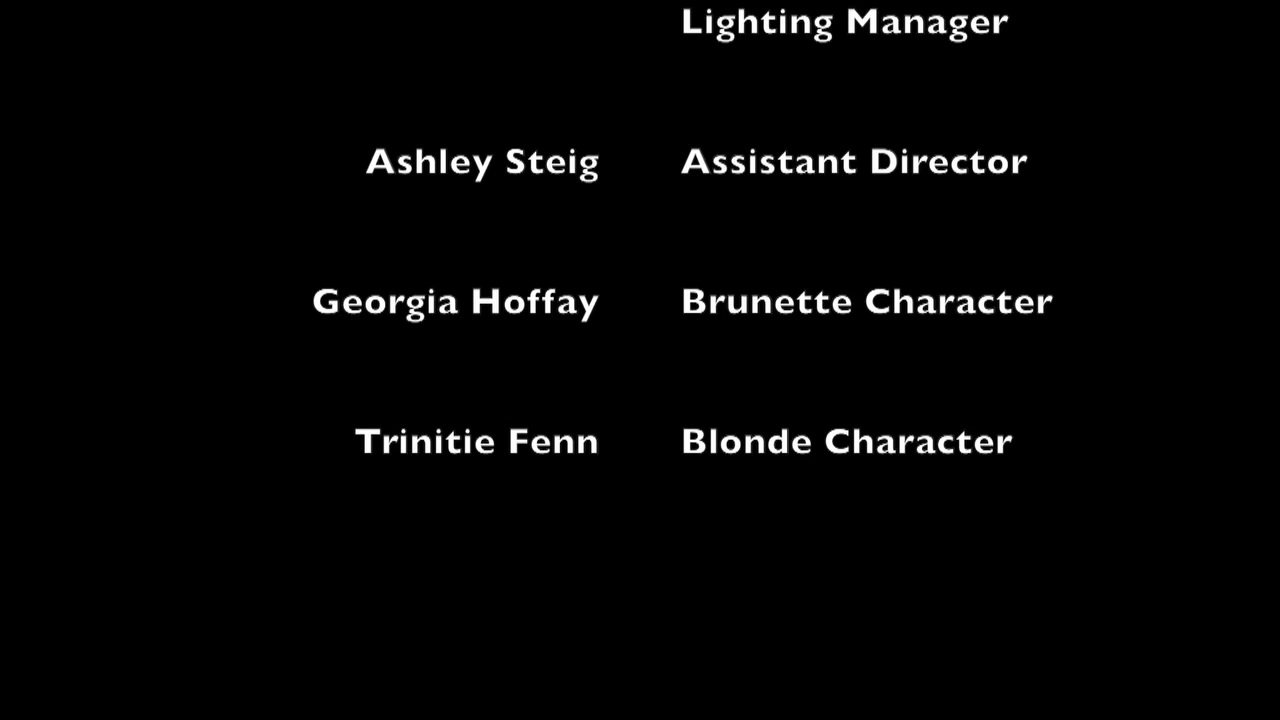 Lighting Manager
Ashley Steig Assistant Director
Georgia Hoffay Brunette Character
Trinitie Fenn Blonde Character